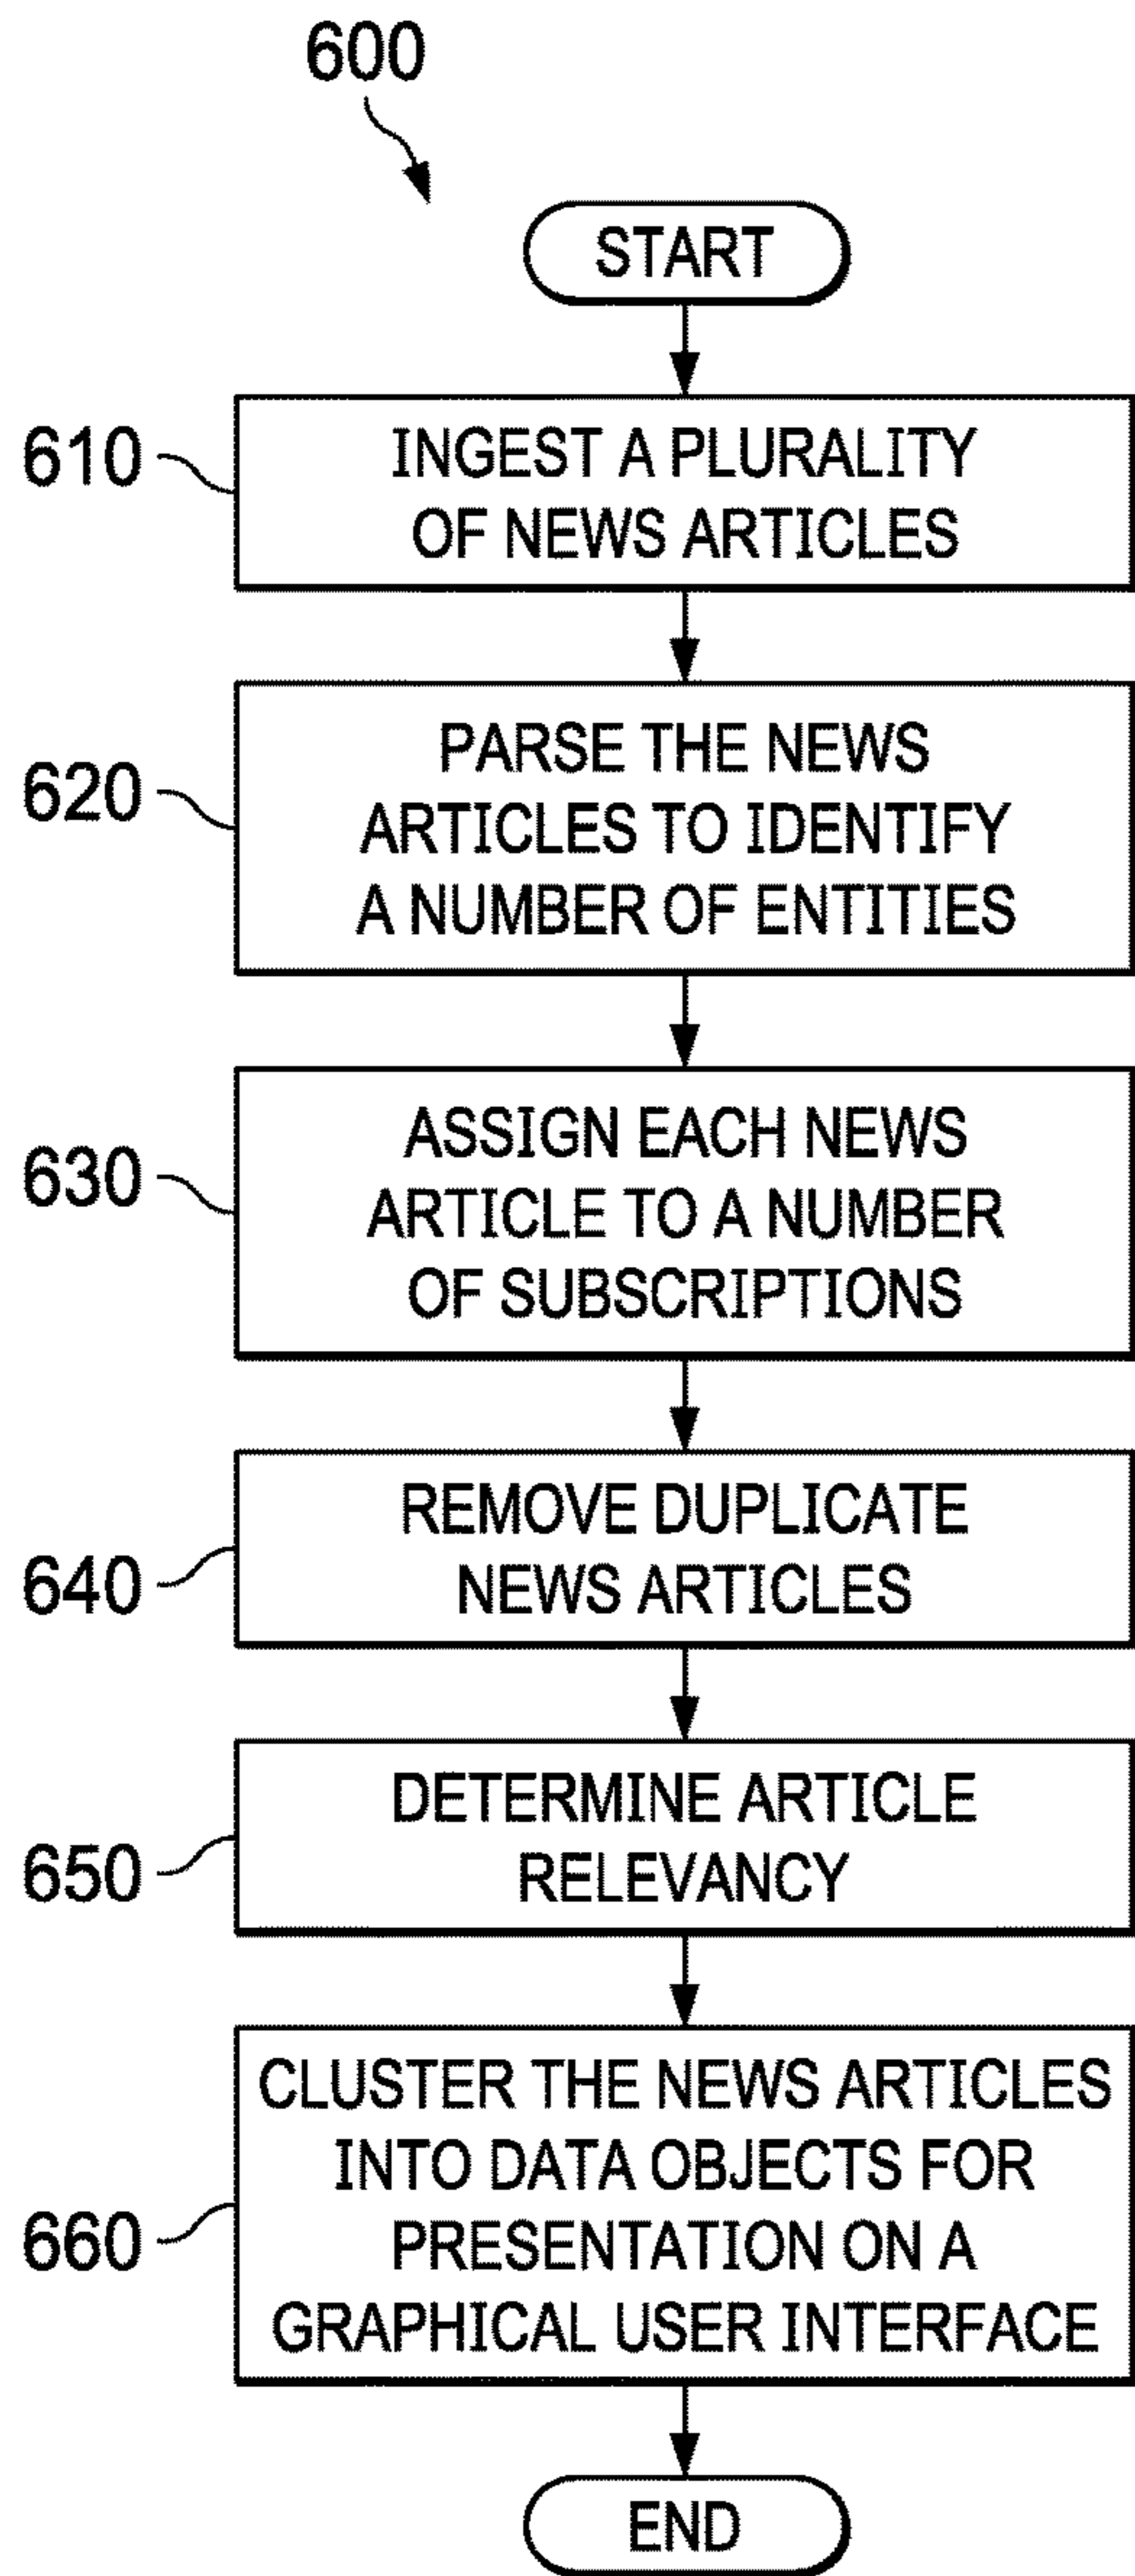 600
START
610
INGEST A PLURALITY
OF NEWS ARTICLES
620
PARSE THE NEWS
ARTICLES TO IDENTIFY
A NUMBER OF ENTITIES
630
ASSIGN EACH NEWS
ARTICLE TO A NUMBER
OF SUBSCRIPTIONS
640
REMOVE DUPLICATE
NEWS ARTICLES
650
DETERMINE ARTICLE
RELEVANCY
660
CLUSTER THE NEWS ARTICLES
INTO DATA OBJECTS FOR
PRESENTATION ON A
GRAPHICAL USER INTERFACE
END